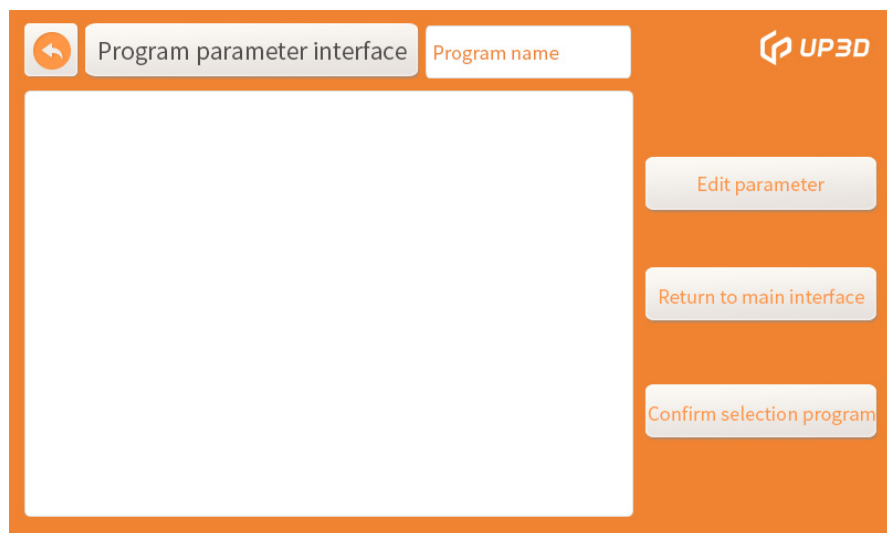 Program parameter interface
Program name
UP3D
Edit parameter
Return to main interface
Confirm selection program